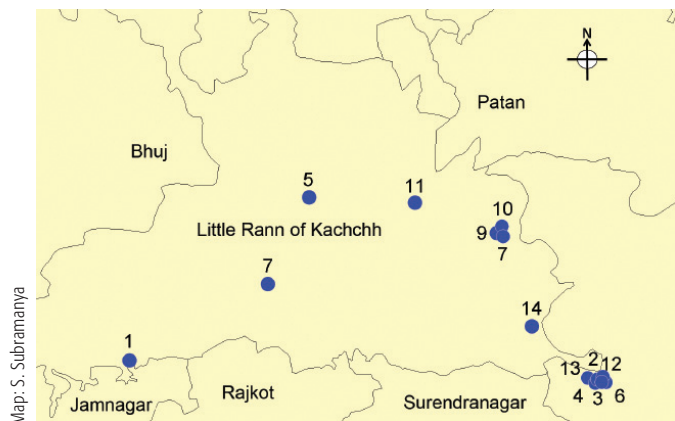 N
Patan
Bhuj
5
11
10
Little Rann of Kachchh
9
7
7
14
1
2
13
12
Rajkot
Jamnagar
Surendranagar
4
3
6
Map: S. Subramanya